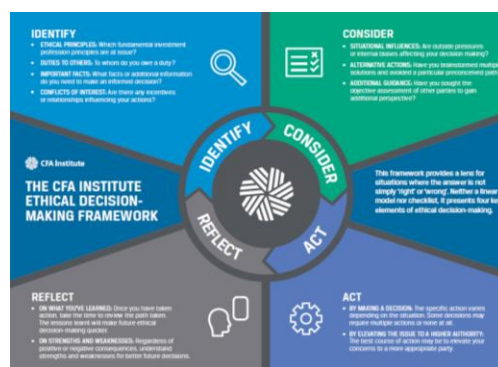 IDENTIFY
• ETHICAL PRINCIPLES: Which fundamental investment
profession principles are at issue?
• DUTIES TO OTHERS: To whom do you owe a duty?
• IMPORTANT FACTS: What facts or additional information
do you need to make an informed decision?
• CONFLICTS OF INTEREST: Are there any incentives
or relationships influencing your actions?
CONSIDER
• SITUATIONAL INFLUENCES: Are outside pressures
or internal biases affecting your decision making?
• ALTERNATIVE ACTIONS: Have you brainstormed multip
solutions and avoided a particular preconceived path
• ADDITIONAL GUIDANCE: Have you sought the
objective assessment of other parties to gain
additional perspective?
IDENTIFY
CONSIDER
ACT
REFLECT
CFA Institute
THE CFA INSTITUTE
ETHICAL DECISION-
MAKING FRAMEWORK
This framework provides a lens for
situations where the answer is not
simply 'right' or 'wrong'. Neither a linear
model nor checklist, it presents four ke
elements of ethical decision-making.
REFLECT
• ON WHAT YOU'VE LEARNED: Once you have taken
action, take the time to review the path taken.
The lessons learnt will make future ethical
decision-making quicker.
• ON STRENGTHS AND WEAKNESSES: Regardless of
positive or negative consequences, understand
strengths and weaknesses for better future decisions.
ACT
• BY MAKING A DECISION: The specific action varies
depending on the situation. Some decisions may
require multiple actions or none at all.
• BY ELEVATING THE ISSUE TO A HIGHER AUTHORITY:
The best course of action may be to elevate your
concerns to a more appropriate party.